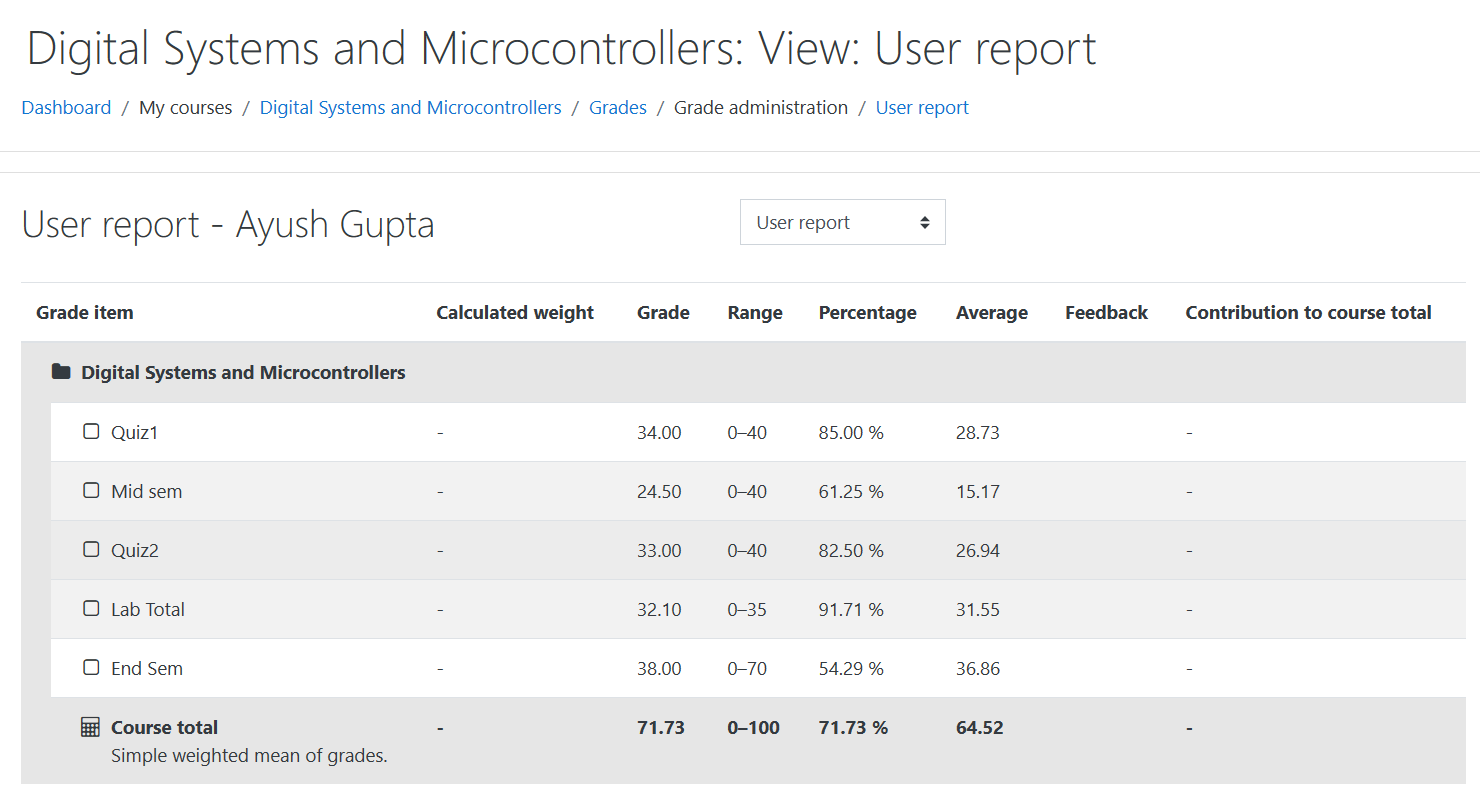 Digital Systems and Microcontrollers: View: User report
Dashboard / My courses / Digital Systems and Microcontrollers / Grades / Grade administration / User report
User report - Ayush Gupta
User report
Grade item Calculated weight Grade Range Percentage Average Feedback Contribution to course total
Digital Systems and Microcontrollers
Quiz1 - 34.00 0–40 85.00 % 28.73 -
Mid sem - 24.50 0–40 61.25 % 15.17 -
Quiz2 - 33.00 0–40 82.50 % 26.94 -
Lab Total - 32.10 0–35 91.71 % 31.55 -
End Sem - 38.00 0–70 54.29 % 36.86 -
Course total - 71.73 0–100 71.73 % 64.52 -
Simple weighted mean of grades.